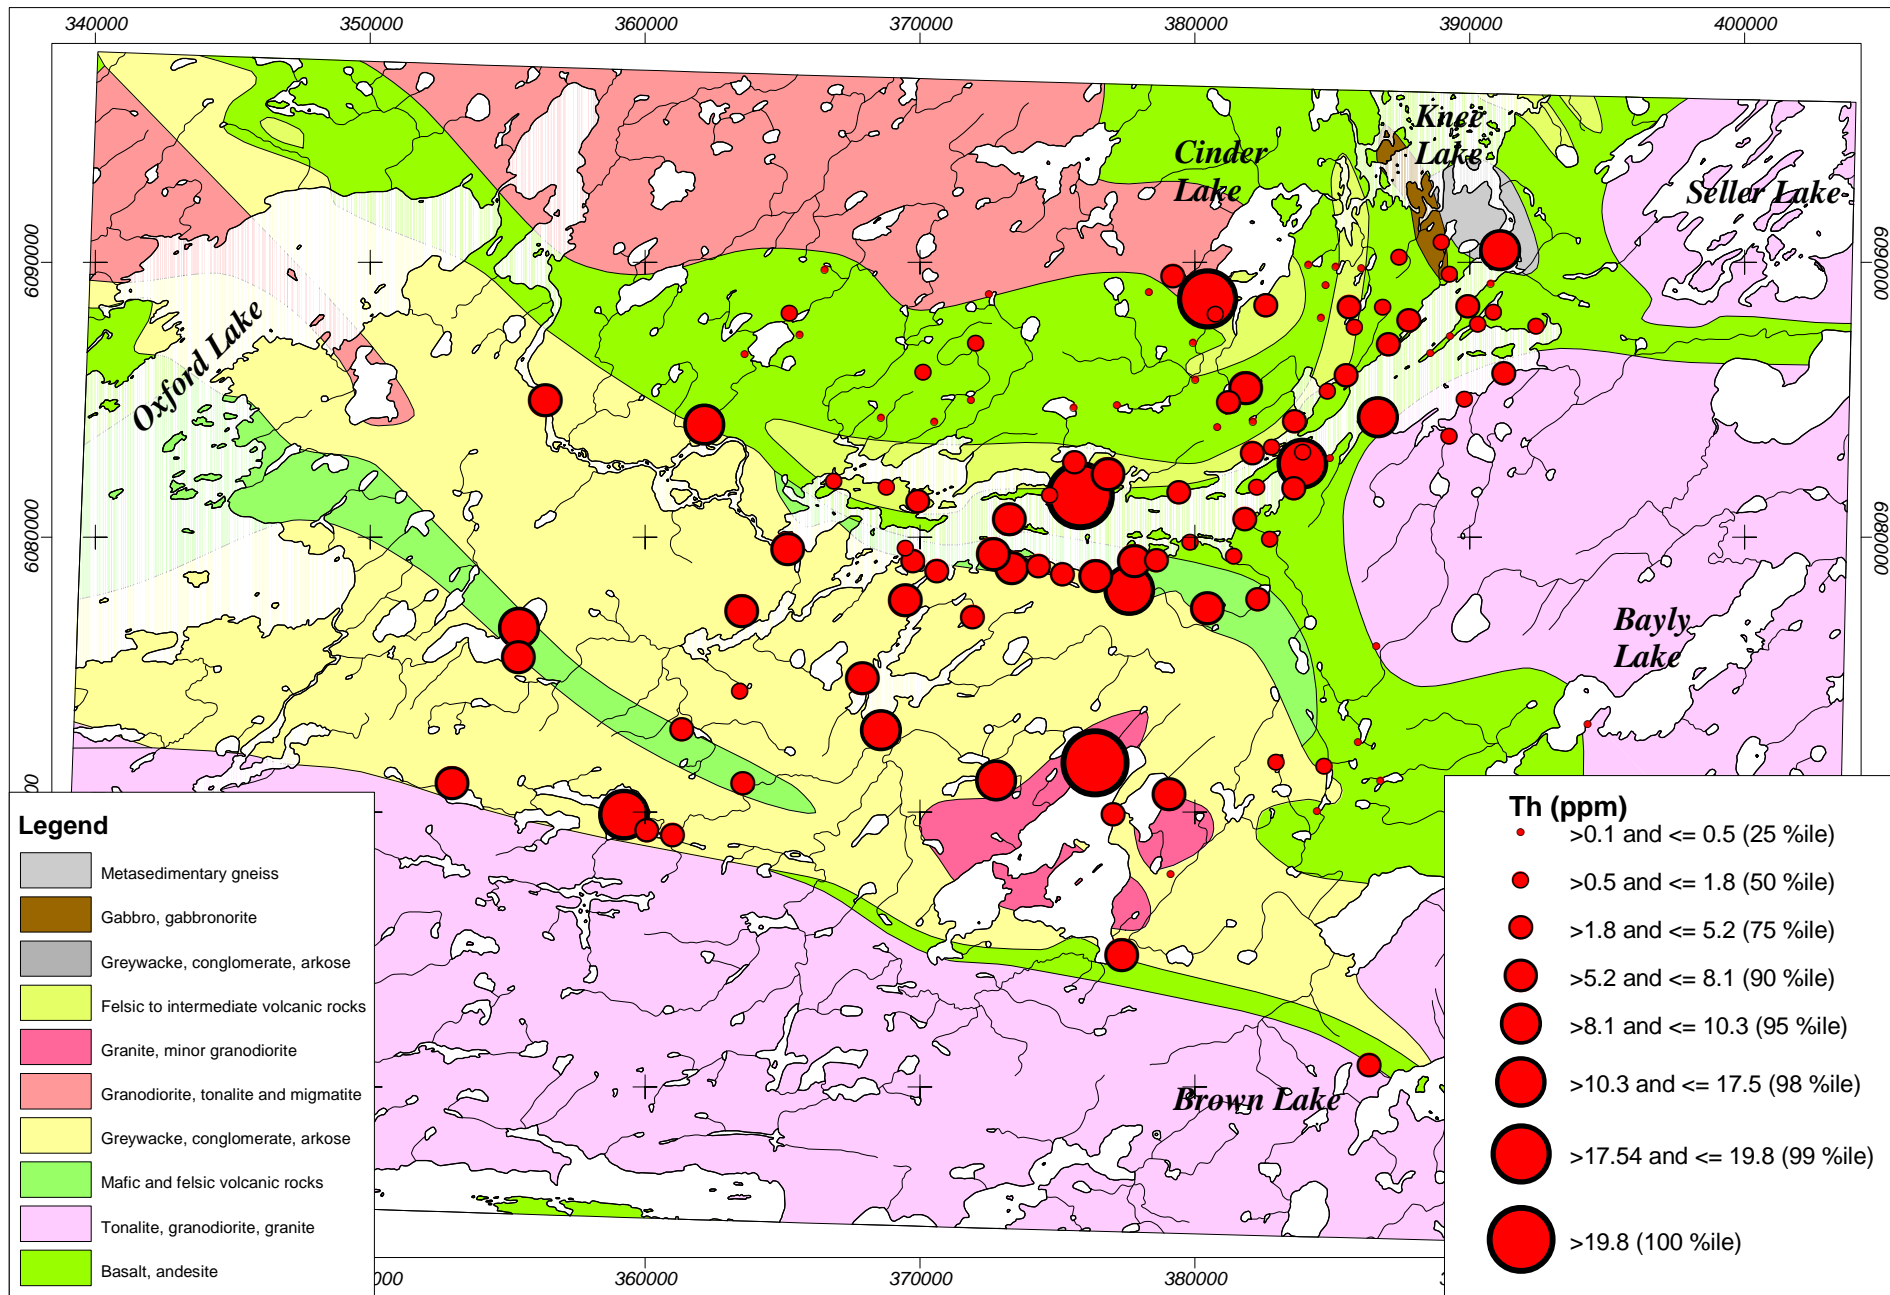 340000 350000 360000 370000 380000 390000 400000
Knee
Lake
Cinder
Lake
Seller Lake
6090000
6090000
Oxford Lake
6080000
6080000
Bayly
Lake
Brown Lake
Legend
Metasedimentary gneiss
Gabbro, gabbronorite
Greywacke, conglomerate, arkose
Felsic to intermediate volcanic rocks
Granite, minor granodiorite
Granodiorite, tonalite and migmatite
Greywacke, conglomerate, arkose
Mafic and felsic volcanic rocks
Tonalite, granodiorite, granite
Basalt, andesite
Th (ppm)
>0.1 and <= 0.5 (25 %ile)
>0.5 and <= 1.8 (50 %ile)
>1.8 and <= 5.2 (75 %ile)
>5.2 and <= 8.1 (90 %ile)
>8.1 and <= 10.3 (95 %ile)
>10.3 and <= 17.5 (98 %ile)
>17.54 and <= 19.8 (99 %ile)
>19.8 (100 %ile)
360000 370000 380000